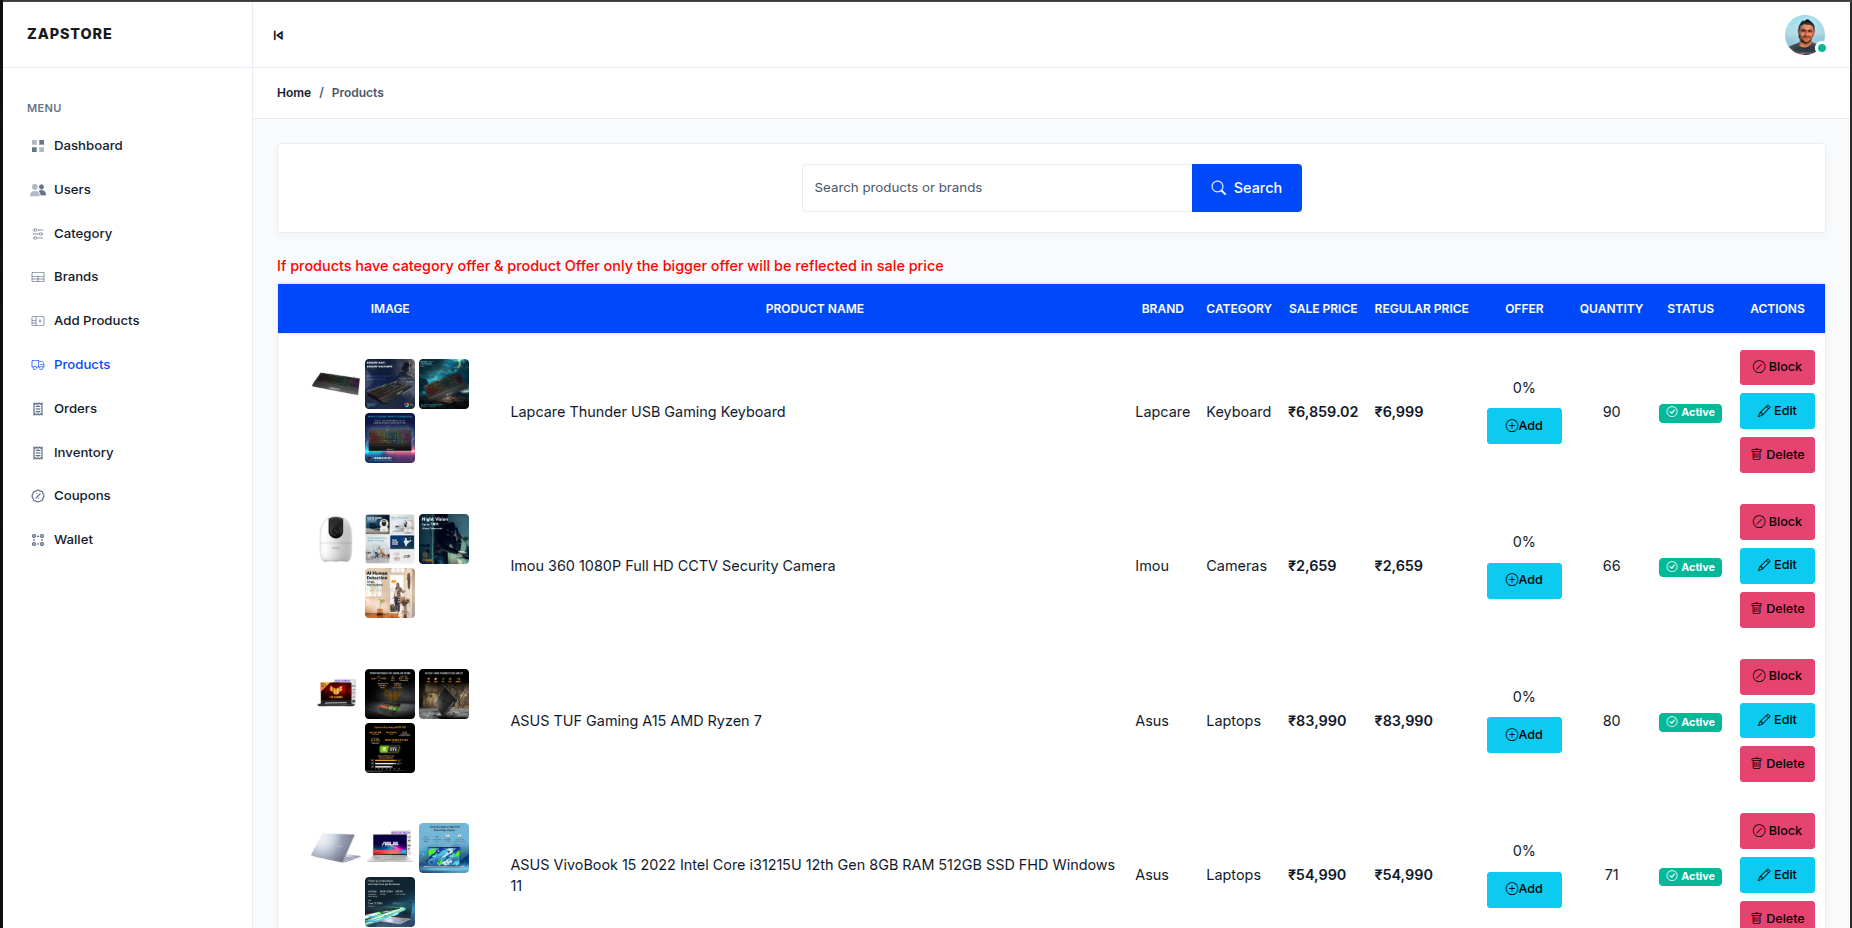 ZAPSTORE
Home / Products
MENU
Dashboard
Users
Category
Brands
Add Products
Products
Orders
Inventory
Coupons
Wallet
Search products or brands
Search
If products have category offer & product Offer only the bigger offer will be reflected in sale price
IMAGE PRODUCT NAME BRAND CATEGORY SALE PRICE REGULAR PRICE OFFER QUANTITY STATUS ACTIONS
Lapcare Thunder USB Gaming Keyboard Lapcare Keyboard ₹6,859.02 ₹6,999 0% Add 90 Active Block Edit Delete
Night Vision
AI Human
Detection
Imou 360 1080P Full HD CCTV Security Camera Imou Cameras ₹2,659 ₹2,659 0% Add 66 Active Block Edit Delete
ASUS TUF Gaming A15 AMD Ryzen 7 Asus Laptops ₹83,990 ₹83,990 0% Add 80 Active Block Edit Delete
ASUS
ASUS VivoBook 15 2022 Intel Core i31215U 12th Gen 8GB RAM 512GB SSD FHD Windows
11 Asus Laptops ₹54,990 ₹54,990 0% Add 71 Active Block Edit Delete